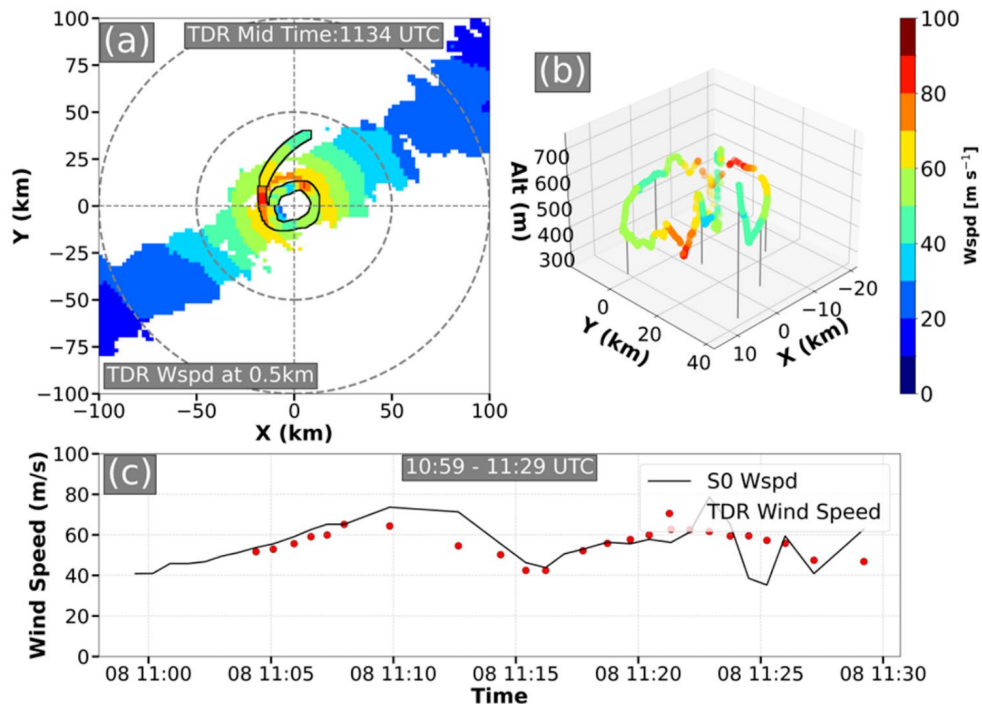 (a)
TDR Mid Time:1134 UTC
100
75
50
25
0
−25
−50
−75
−100
Y (km)
TDR Wspd at 0.5km
−100 −50 0 50 100
X (km)
(b)
Alt (m)
700
600
500
400
300
0
20
40
Y (km)
10
0
−10
−20
X (km)
100
80
60
40
20
0
Wspd [m s⁻¹]
(c)
10:59 - 11:29 UTC
S0 Wspd
TDR Wind Speed
100
80
60
40
20
0
Wind Speed (m/s)
08 11:00 08 11:05 08 11:10 08 11:15 08 11:20 08 11:25 08 11:30
Time